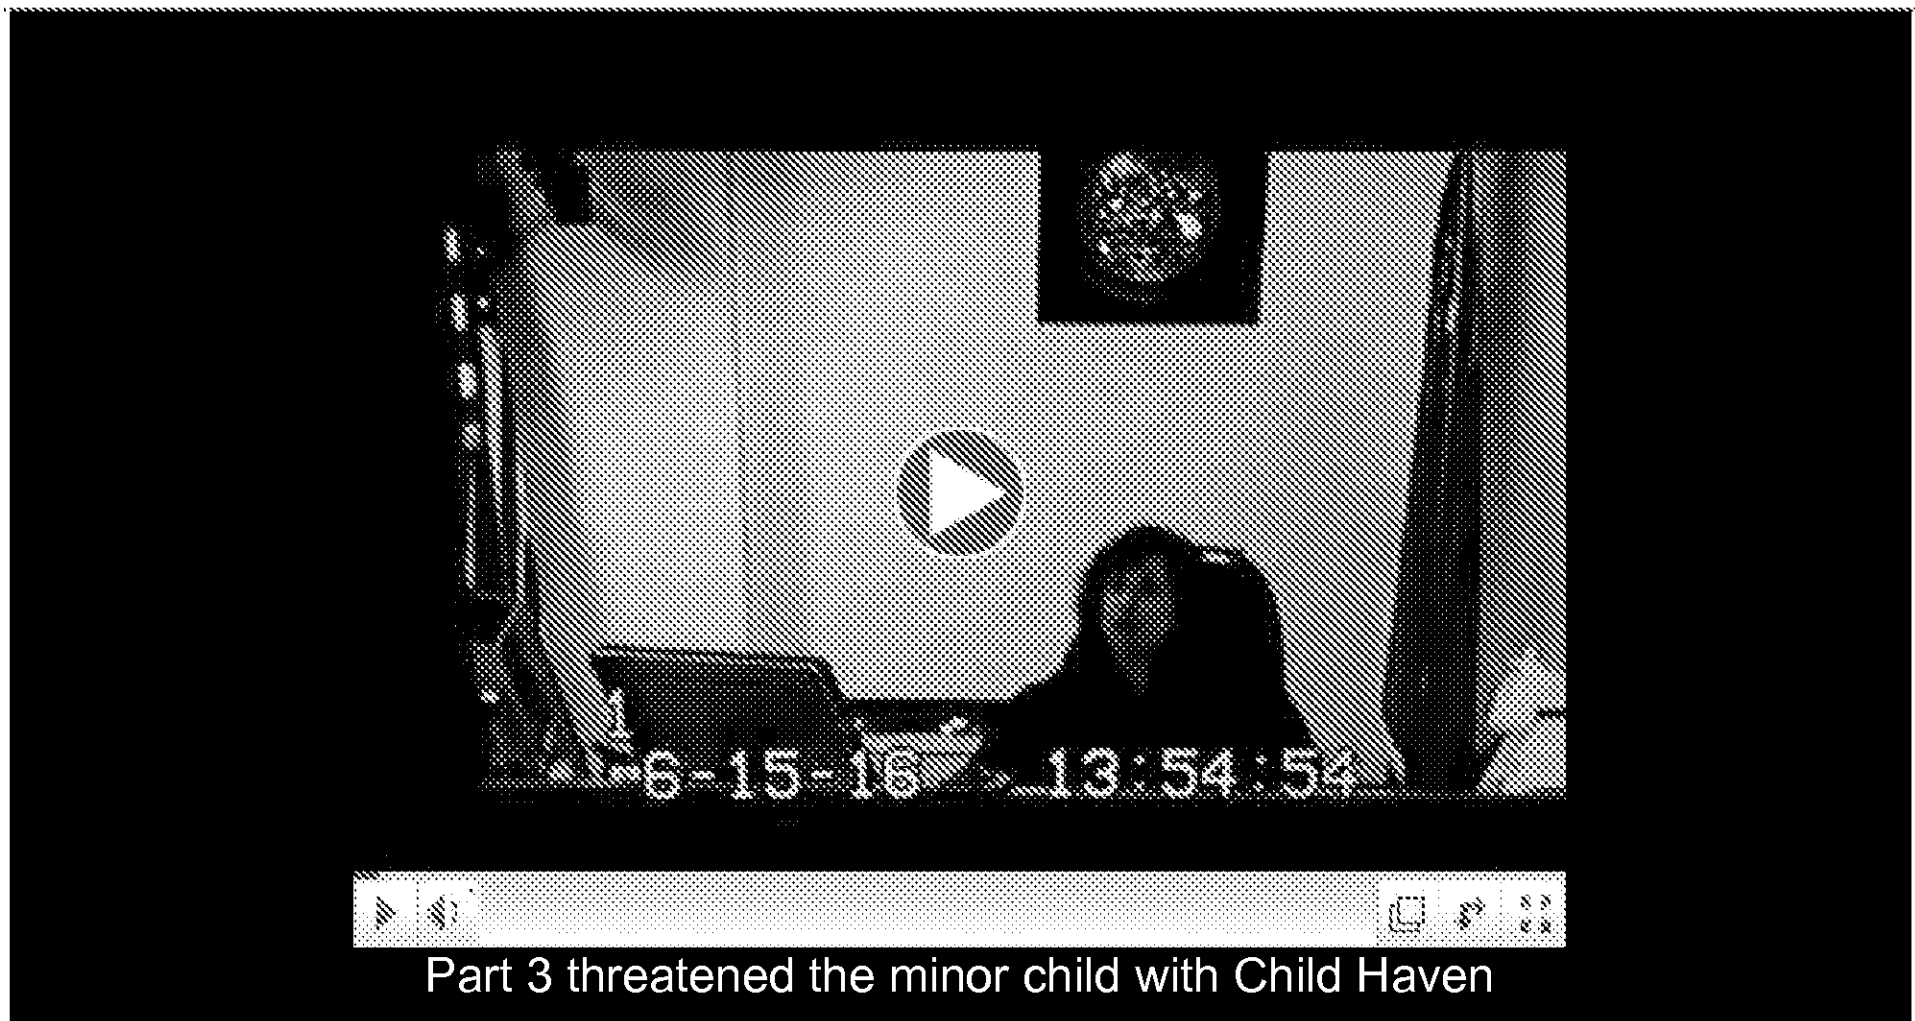 1
-6-15-16 13:54:54
Part 3 threatened the minor child with Child Haven